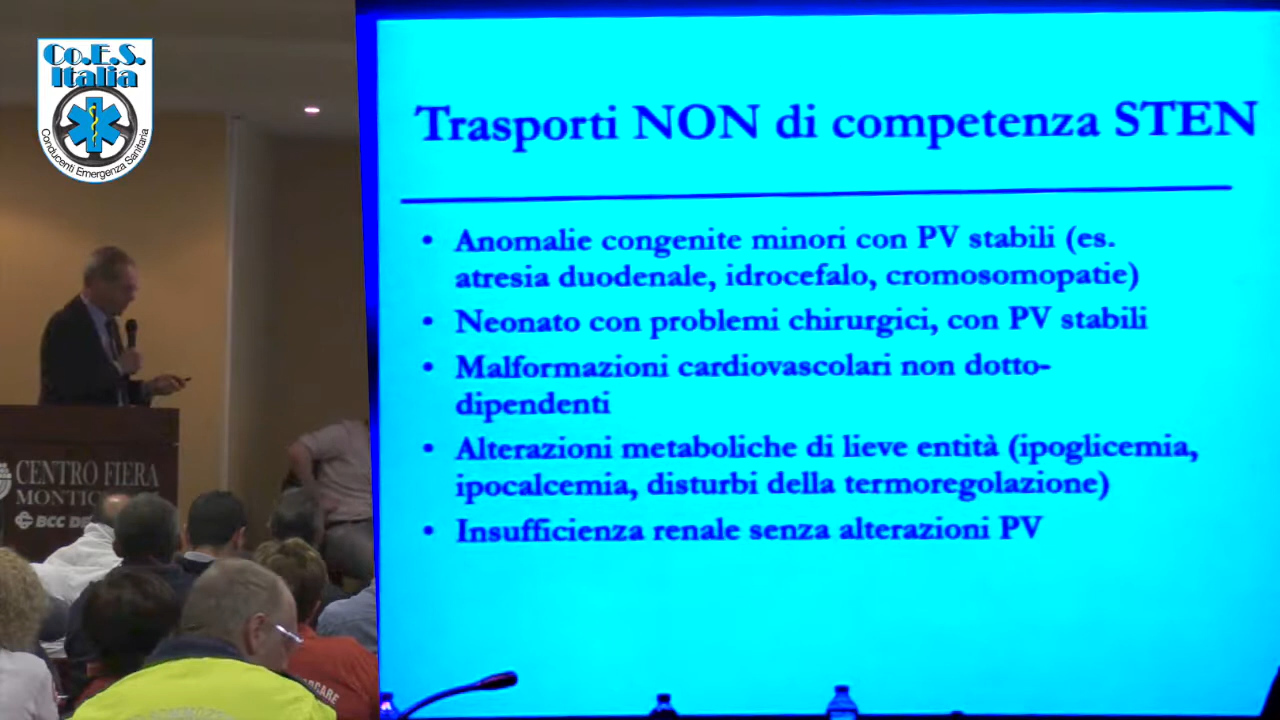 Co.E.S.
Italia
Conducenti Emergenza Sanitaria
CENTRO FIERA
BCC
Trasporti NON di competenza STEN
• Anomalie congenite minori con PV stabili (es.
atresia duodenale, idrocefalo, cromosomopatie)
• Neonato con problemi chirurgici, con PV stabili
• Malformazioni cardiovascolari non dotto-
dipendenti
• Alterazioni metaboliche di lieve entità (ipoglicemia,
ipocalcemia, disturbi della termoregolazione)
• Insufficienza renale senza alterazioni PV